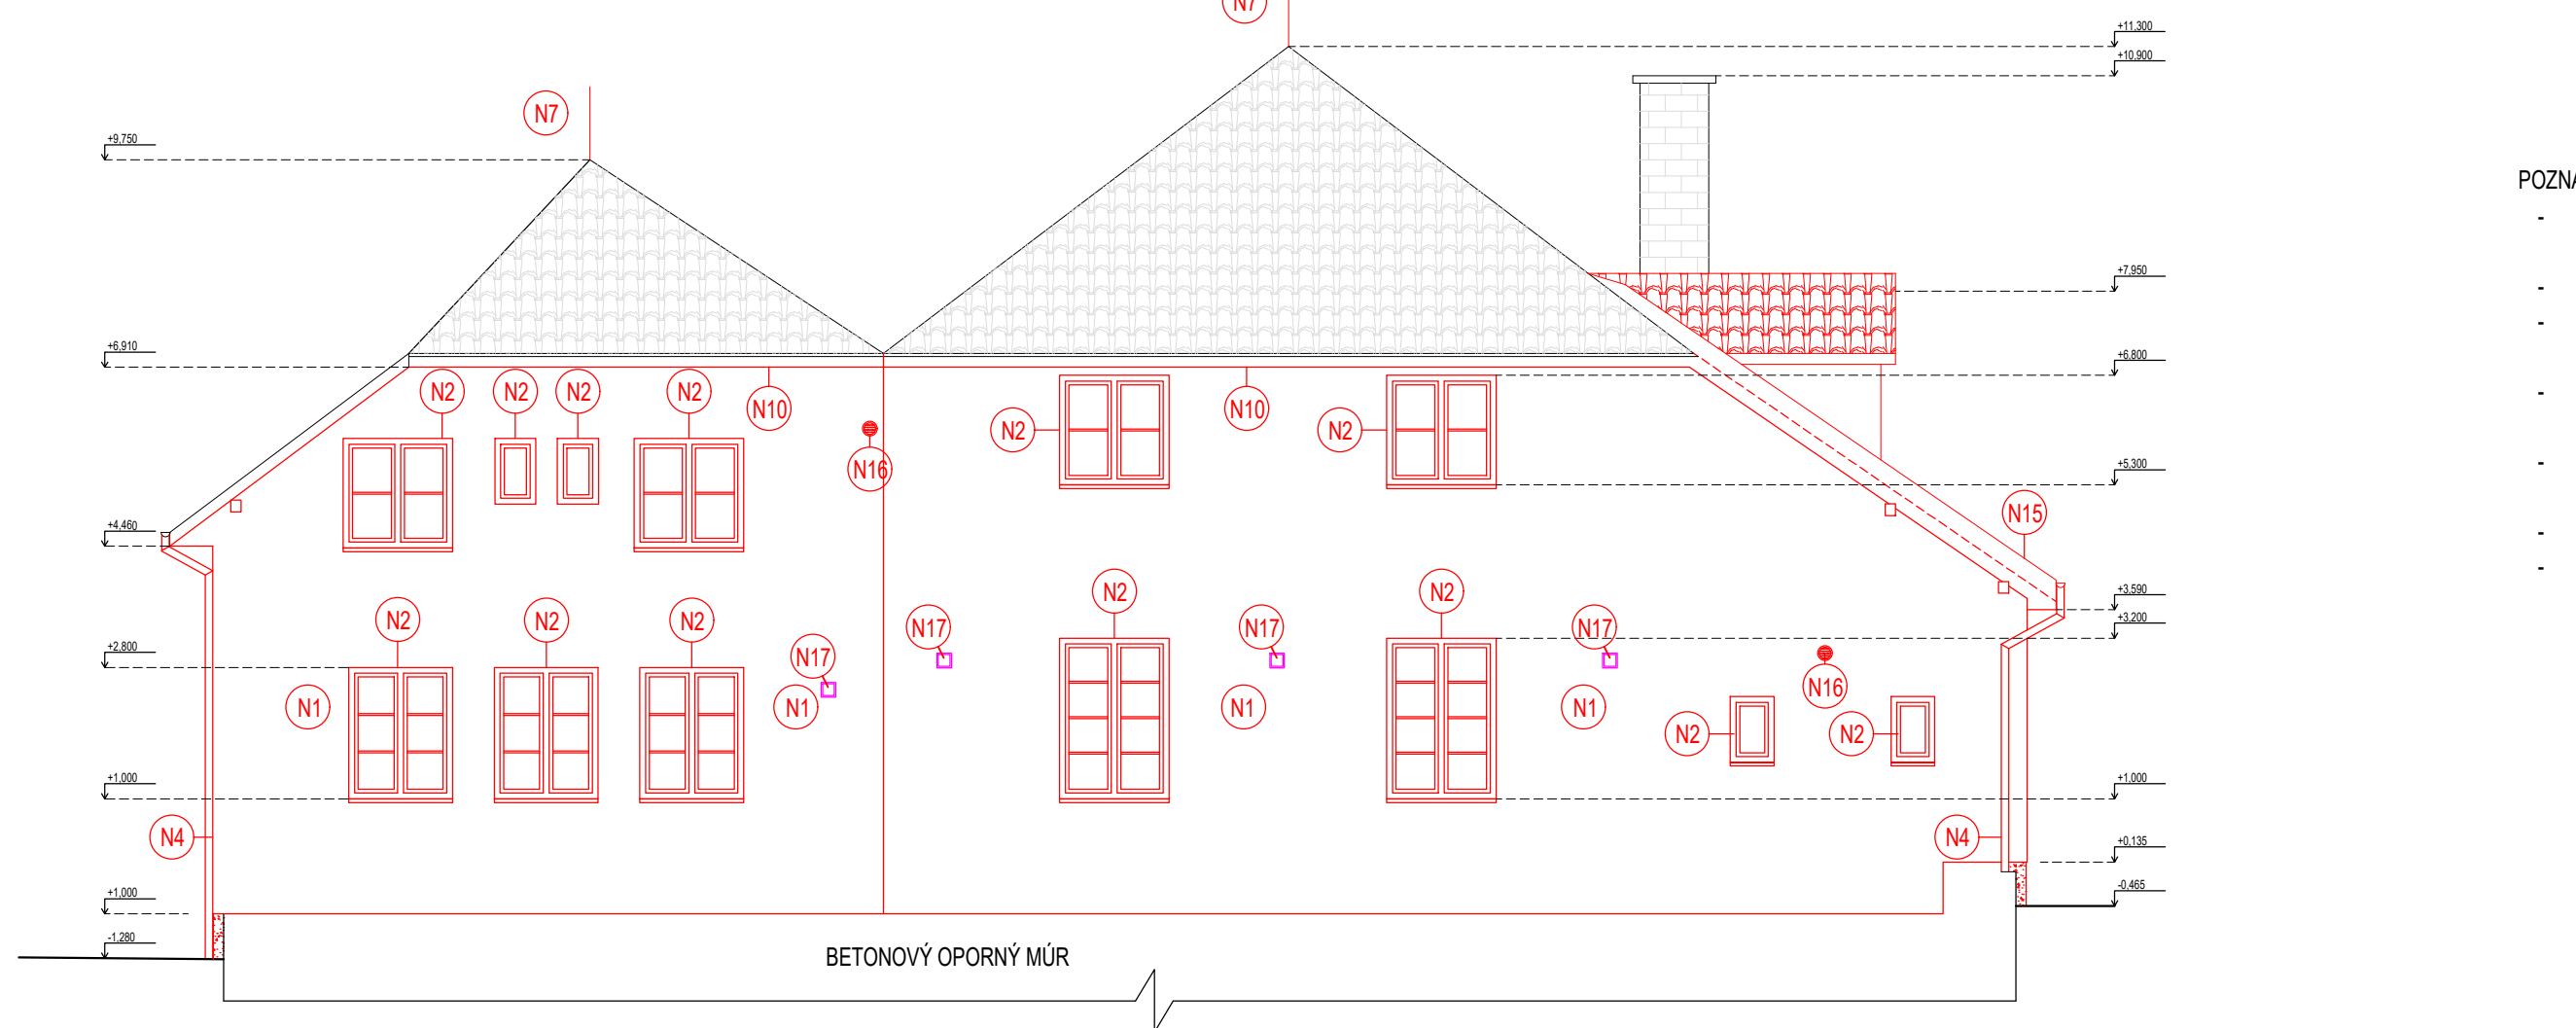 N7
+11,300
+10,900
N7
+9,750
POZNA
-
+7,950
-
-
+6,910
+6,800
N2
N2
N2
N2
N10
N10
-
N2
N2
N16
+5,300
-
N15
+4,460
-
-
+3,590
N2
N2
N2
N2
N2
N17
N17
N17
+3,200
+2,800
N17
N16
N1
N1
N1
N1
N2
N2
+1,000
+1,000
N4
N4
+0,135
+1,000
-0,465
-1,280
BETONOVÝ OPORNÝ MÚR